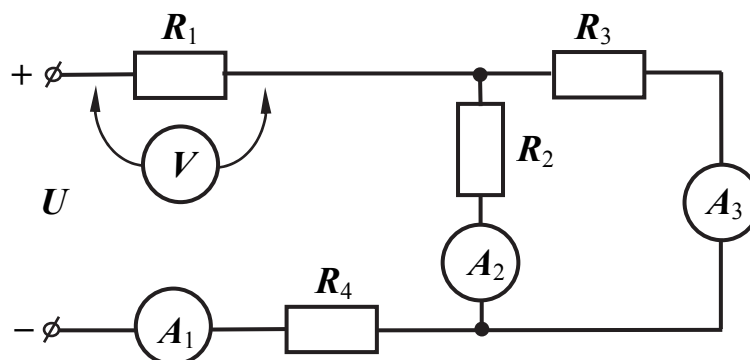 R₁ R₃
+
V R₂
U A₃
A₂
R₄
− A₁